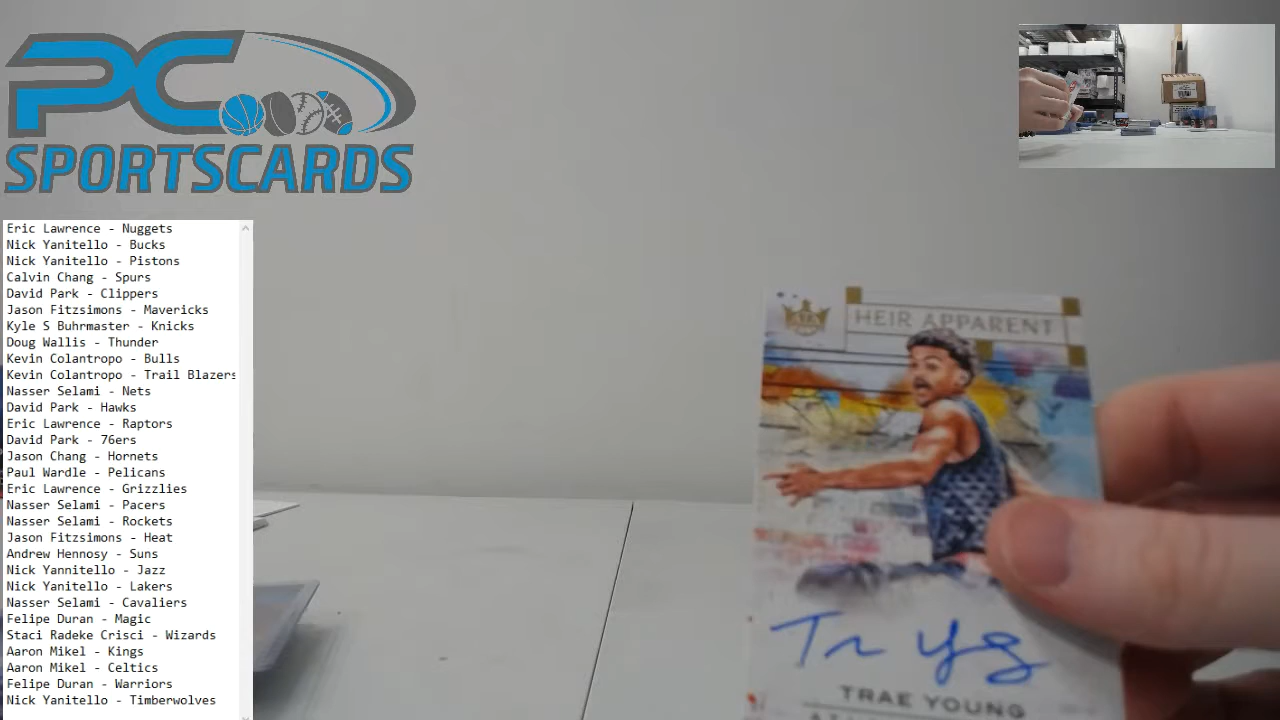 PC
SPORTSCARDS
Eric Lawrence - Nuggets
Nick Yanitello - Bucks
Nick Yanitello - Pistons
Calvin Chang - Spurs
David Park - Clippers
Jason Fitzsimons - Mavericks
Kyle S Buhrmaster - Knicks
Doug Wallis - Thunder
Kevin Colantropo - Bulls
Kevin Colantropo - Trail Blazers
Nasser Selami - Nets
David Park - Hawks
Eric Lawrence - Raptors
David Park - 76ers
Jason Chang - Hornets
Paul Wardle - Pelicans
Eric Lawrence - Grizzlies
Nasser Selami - Pacers
Nasser Selami - Rockets
Jason Fitzsimons - Heat
Andrew Hennosy - Suns
Nick Yannitello - Jazz
Nick Yanitello - Lakers
Nasser Selami - Cavaliers
Felipe Duran - Magic
Staci Radeke Crisci - Wizards
Aaron Mikel - Kings
Aaron Mikel - Celtics
Felipe Duran - Warriors
Nick Yanitello - Timberwolves
HEIR APPARENT
TRAE YOUNG